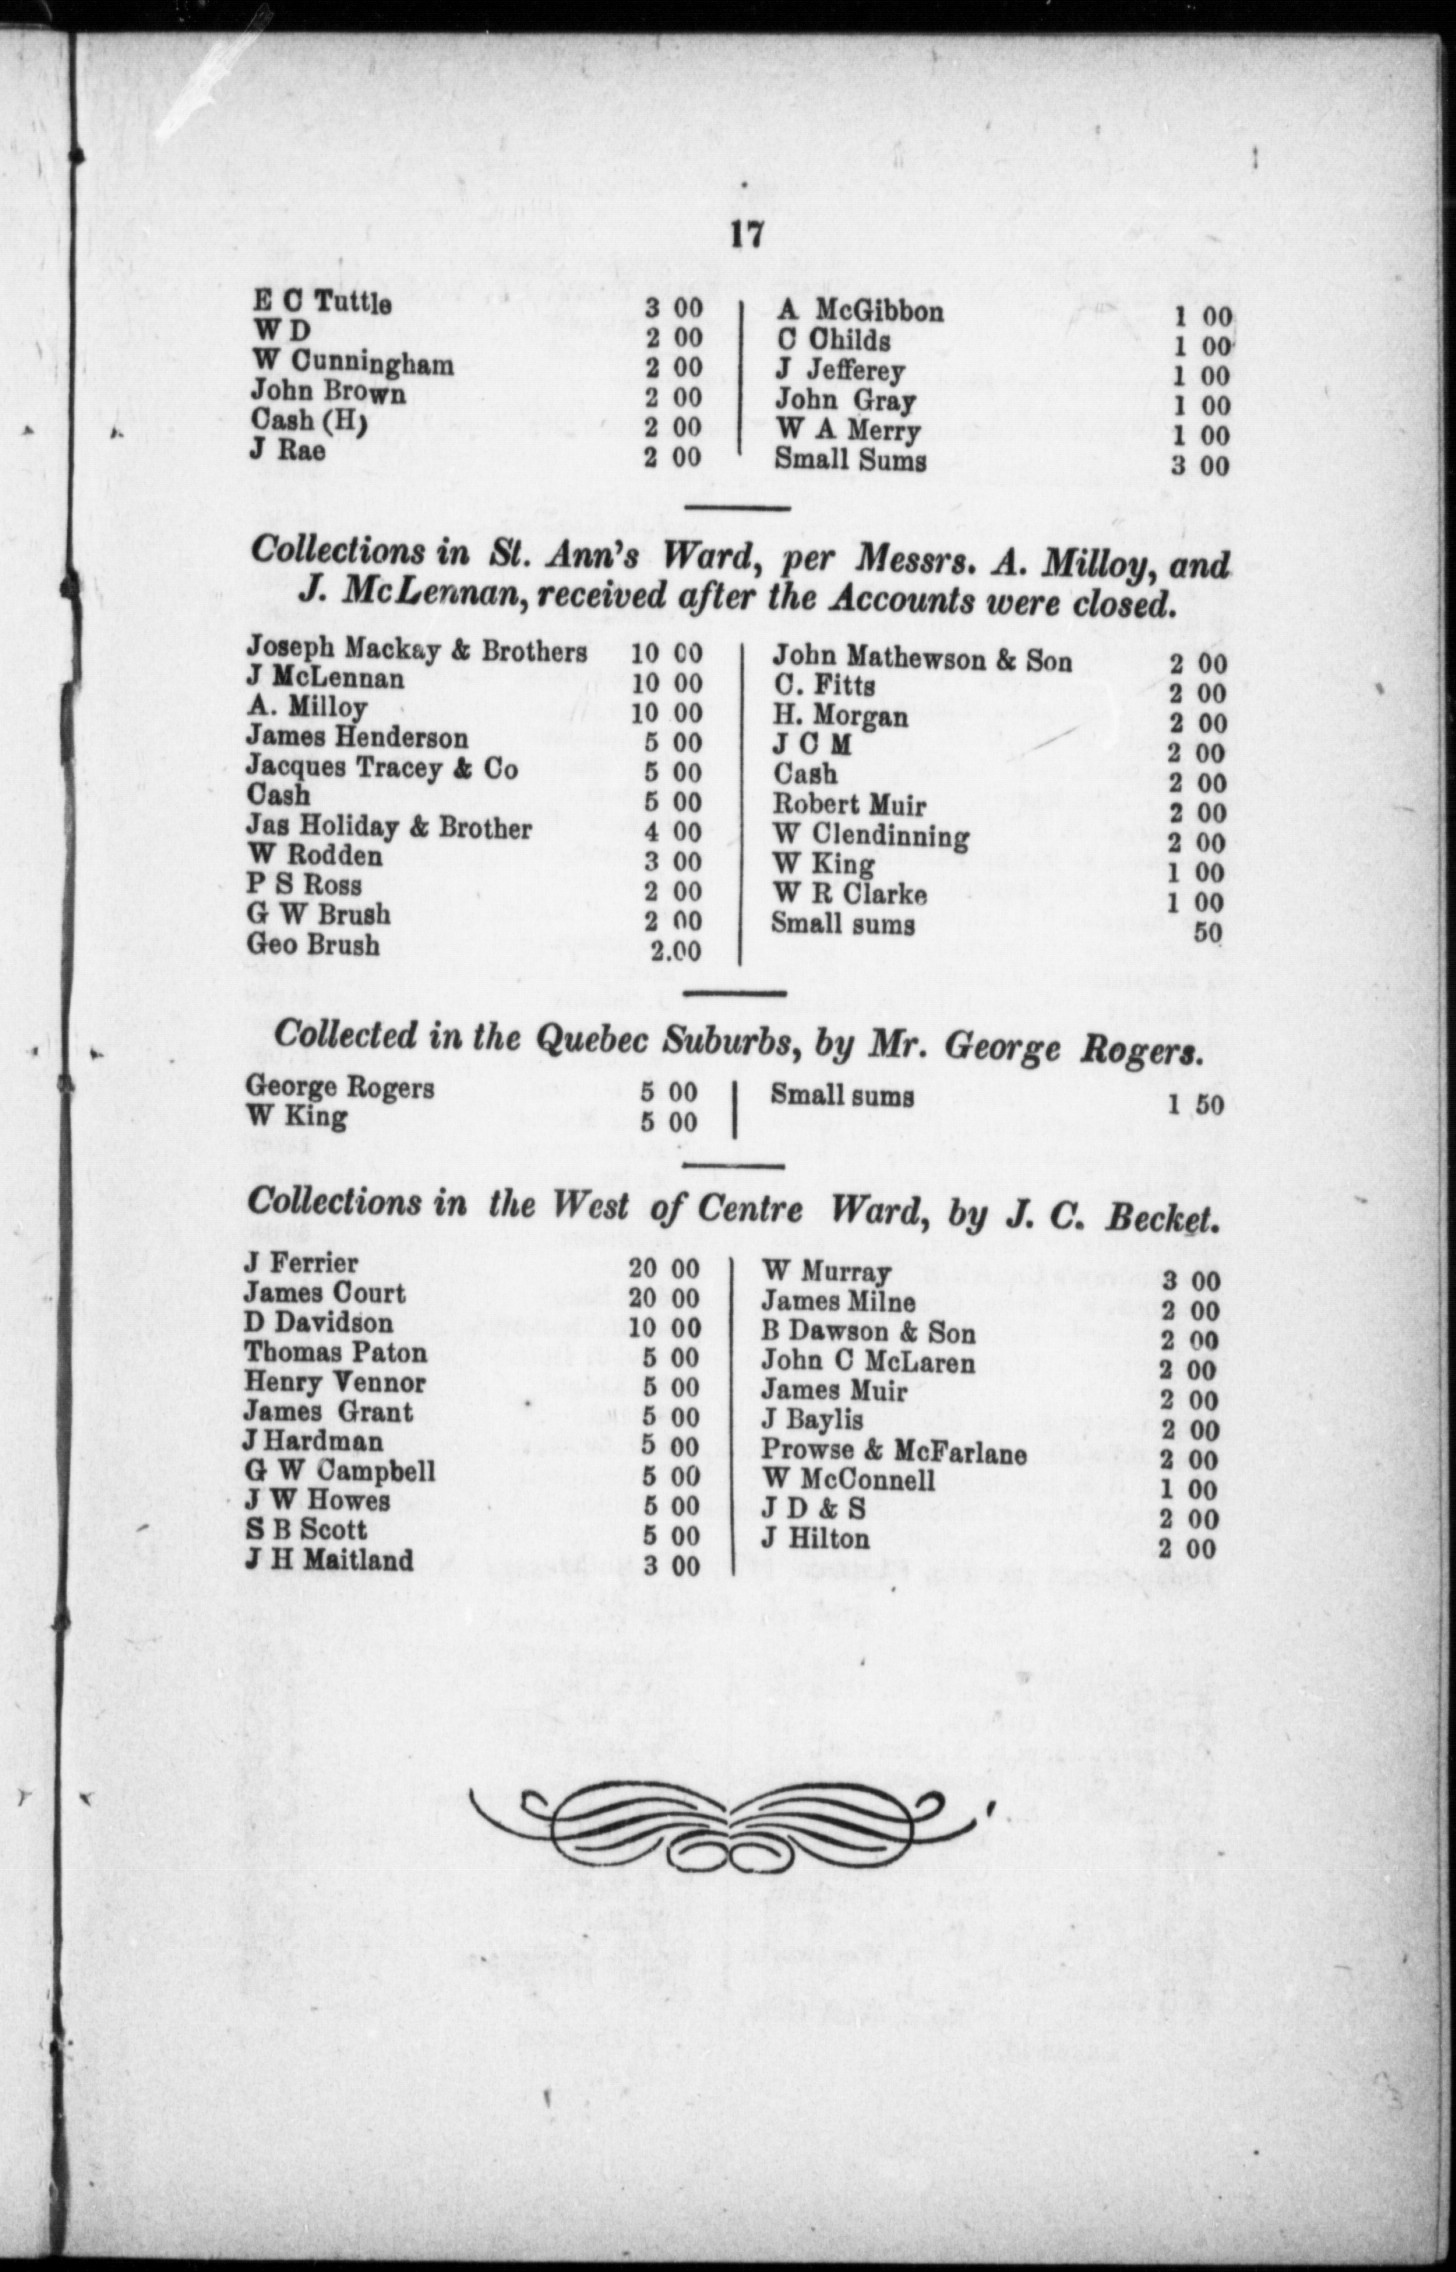 17
E C Tuttle 3 00
W D 2 00
W Cunningham 2 00
John Brown 2 00
Cash (H) 2 00
J Rae 2 00
A McGibbon 1 00
C Childs 1 00
J Jefferey 1 00
John Gray 1 00
W A Merry 1 00
Small Sums 3 00
Collections in St. Ann's Ward, per Messrs. A. Milloy, and
J. McLennan, received after the Accounts were closed.
Joseph Mackay & Brothers 10 00
J McLennan 10 00
A. Milloy 10 00
James Henderson 5 00
Jacques Tracey & Co 5 00
Cash 5 00
Jas Holiday & Brother 4 00
W Rodden 3 00
P S Ross 2 00
G W Brush 2 00
Geo Brush 2.00
John Mathewson & Son 2 00
C. Fitts 2 00
H. Morgan 2 00
J C M 2 00
Cash 2 00
Robert Muir 2 00
W Clendinning 2 00
W King 1 00
W R Clarke 1 00
Small sums 50
Collected in the Quebec Suburbs, by Mr. George Rogers.
George Rogers 5 00
W King 5 00
Small sums 1 50
Collections in the West of Centre Ward, by J. C. Becket.
J Ferrier 20 00
James Court 20 00
D Davidson 10 00
Thomas Paton 5 00
Henry Vennor 5 00
James Grant 5 00
J Hardman 5 00
G W Campbell 5 00
J W Howes 5 00
S B Scott 5 00
J H Maitland 3 00
W Murray 3 00
James Milne 2 00
B Dawson & Son 2 00
John C McLaren 2 00
James Muir 2 00
J Baylis 2 00
Prowse & McFarlane 2 00
W McConnell 1 00
J D & S 2 00
J Hilton 2 00